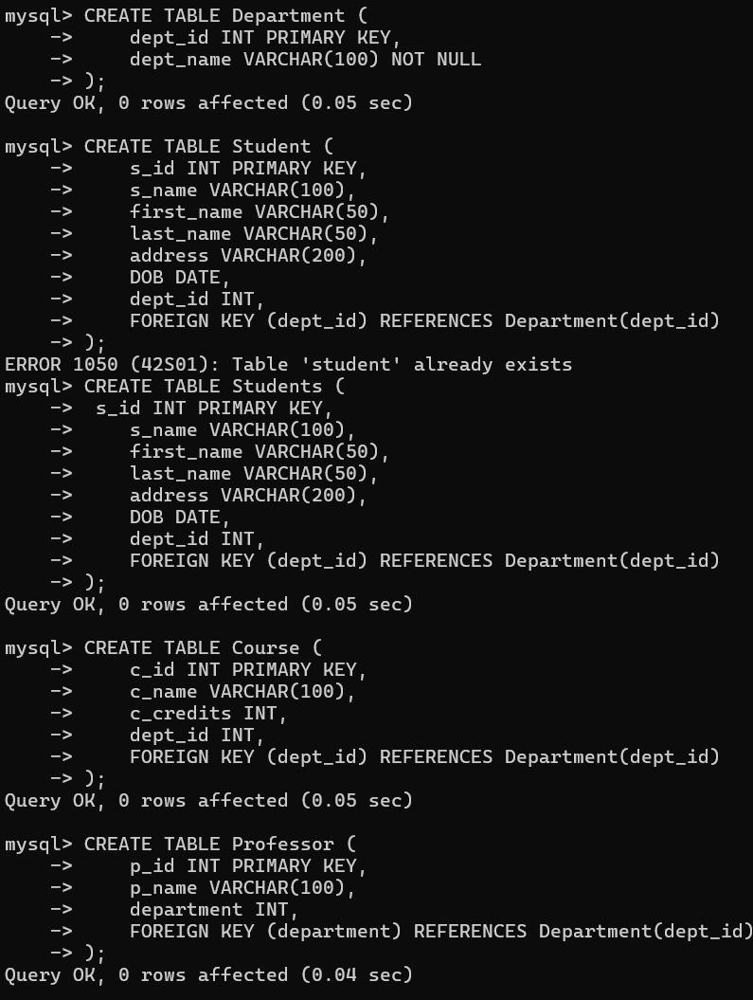 mysql> CREATE TABLE Department (
    ->     dept_id INT PRIMARY KEY,
    ->     dept_name VARCHAR(100) NOT NULL
    -> );
Query OK, 0 rows affected (0.05 sec)

mysql> CREATE TABLE Student (
    ->     s_id INT PRIMARY KEY,
    ->     s_name VARCHAR(100),
    ->     first_name VARCHAR(50),
    ->     last_name VARCHAR(50),
    ->     address VARCHAR(200),
    ->     DOB DATE,
    ->     dept_id INT,
    ->     FOREIGN KEY (dept_id) REFERENCES Department(dept_id)
    -> );
ERROR 1050 (42S01): Table 'student' already exists
mysql> CREATE TABLE Students (
    ->  s_id INT PRIMARY KEY,
    ->     s_name VARCHAR(100),
    ->     first_name VARCHAR(50),
    ->     last_name VARCHAR(50),
    ->     address VARCHAR(200),
    ->     DOB DATE,
    ->     dept_id INT,
    ->     FOREIGN KEY (dept_id) REFERENCES Department(dept_id)
    -> );
Query OK, 0 rows affected (0.05 sec)

mysql> CREATE TABLE Course (
    ->     c_id INT PRIMARY KEY,
    ->     c_name VARCHAR(100),
    ->     c_credits INT,
    ->     dept_id INT,
    ->     FOREIGN KEY (dept_id) REFERENCES Department(dept_id)
    -> );
Query OK, 0 rows affected (0.05 sec)

mysql> CREATE TABLE Professor (
    ->     p_id INT PRIMARY KEY,
    ->     p_name VARCHAR(100),
    ->     department INT,
    ->     FOREIGN KEY (department) REFERENCES Department(dept_id)
    -> );
Query OK, 0 rows affected (0.04 sec)